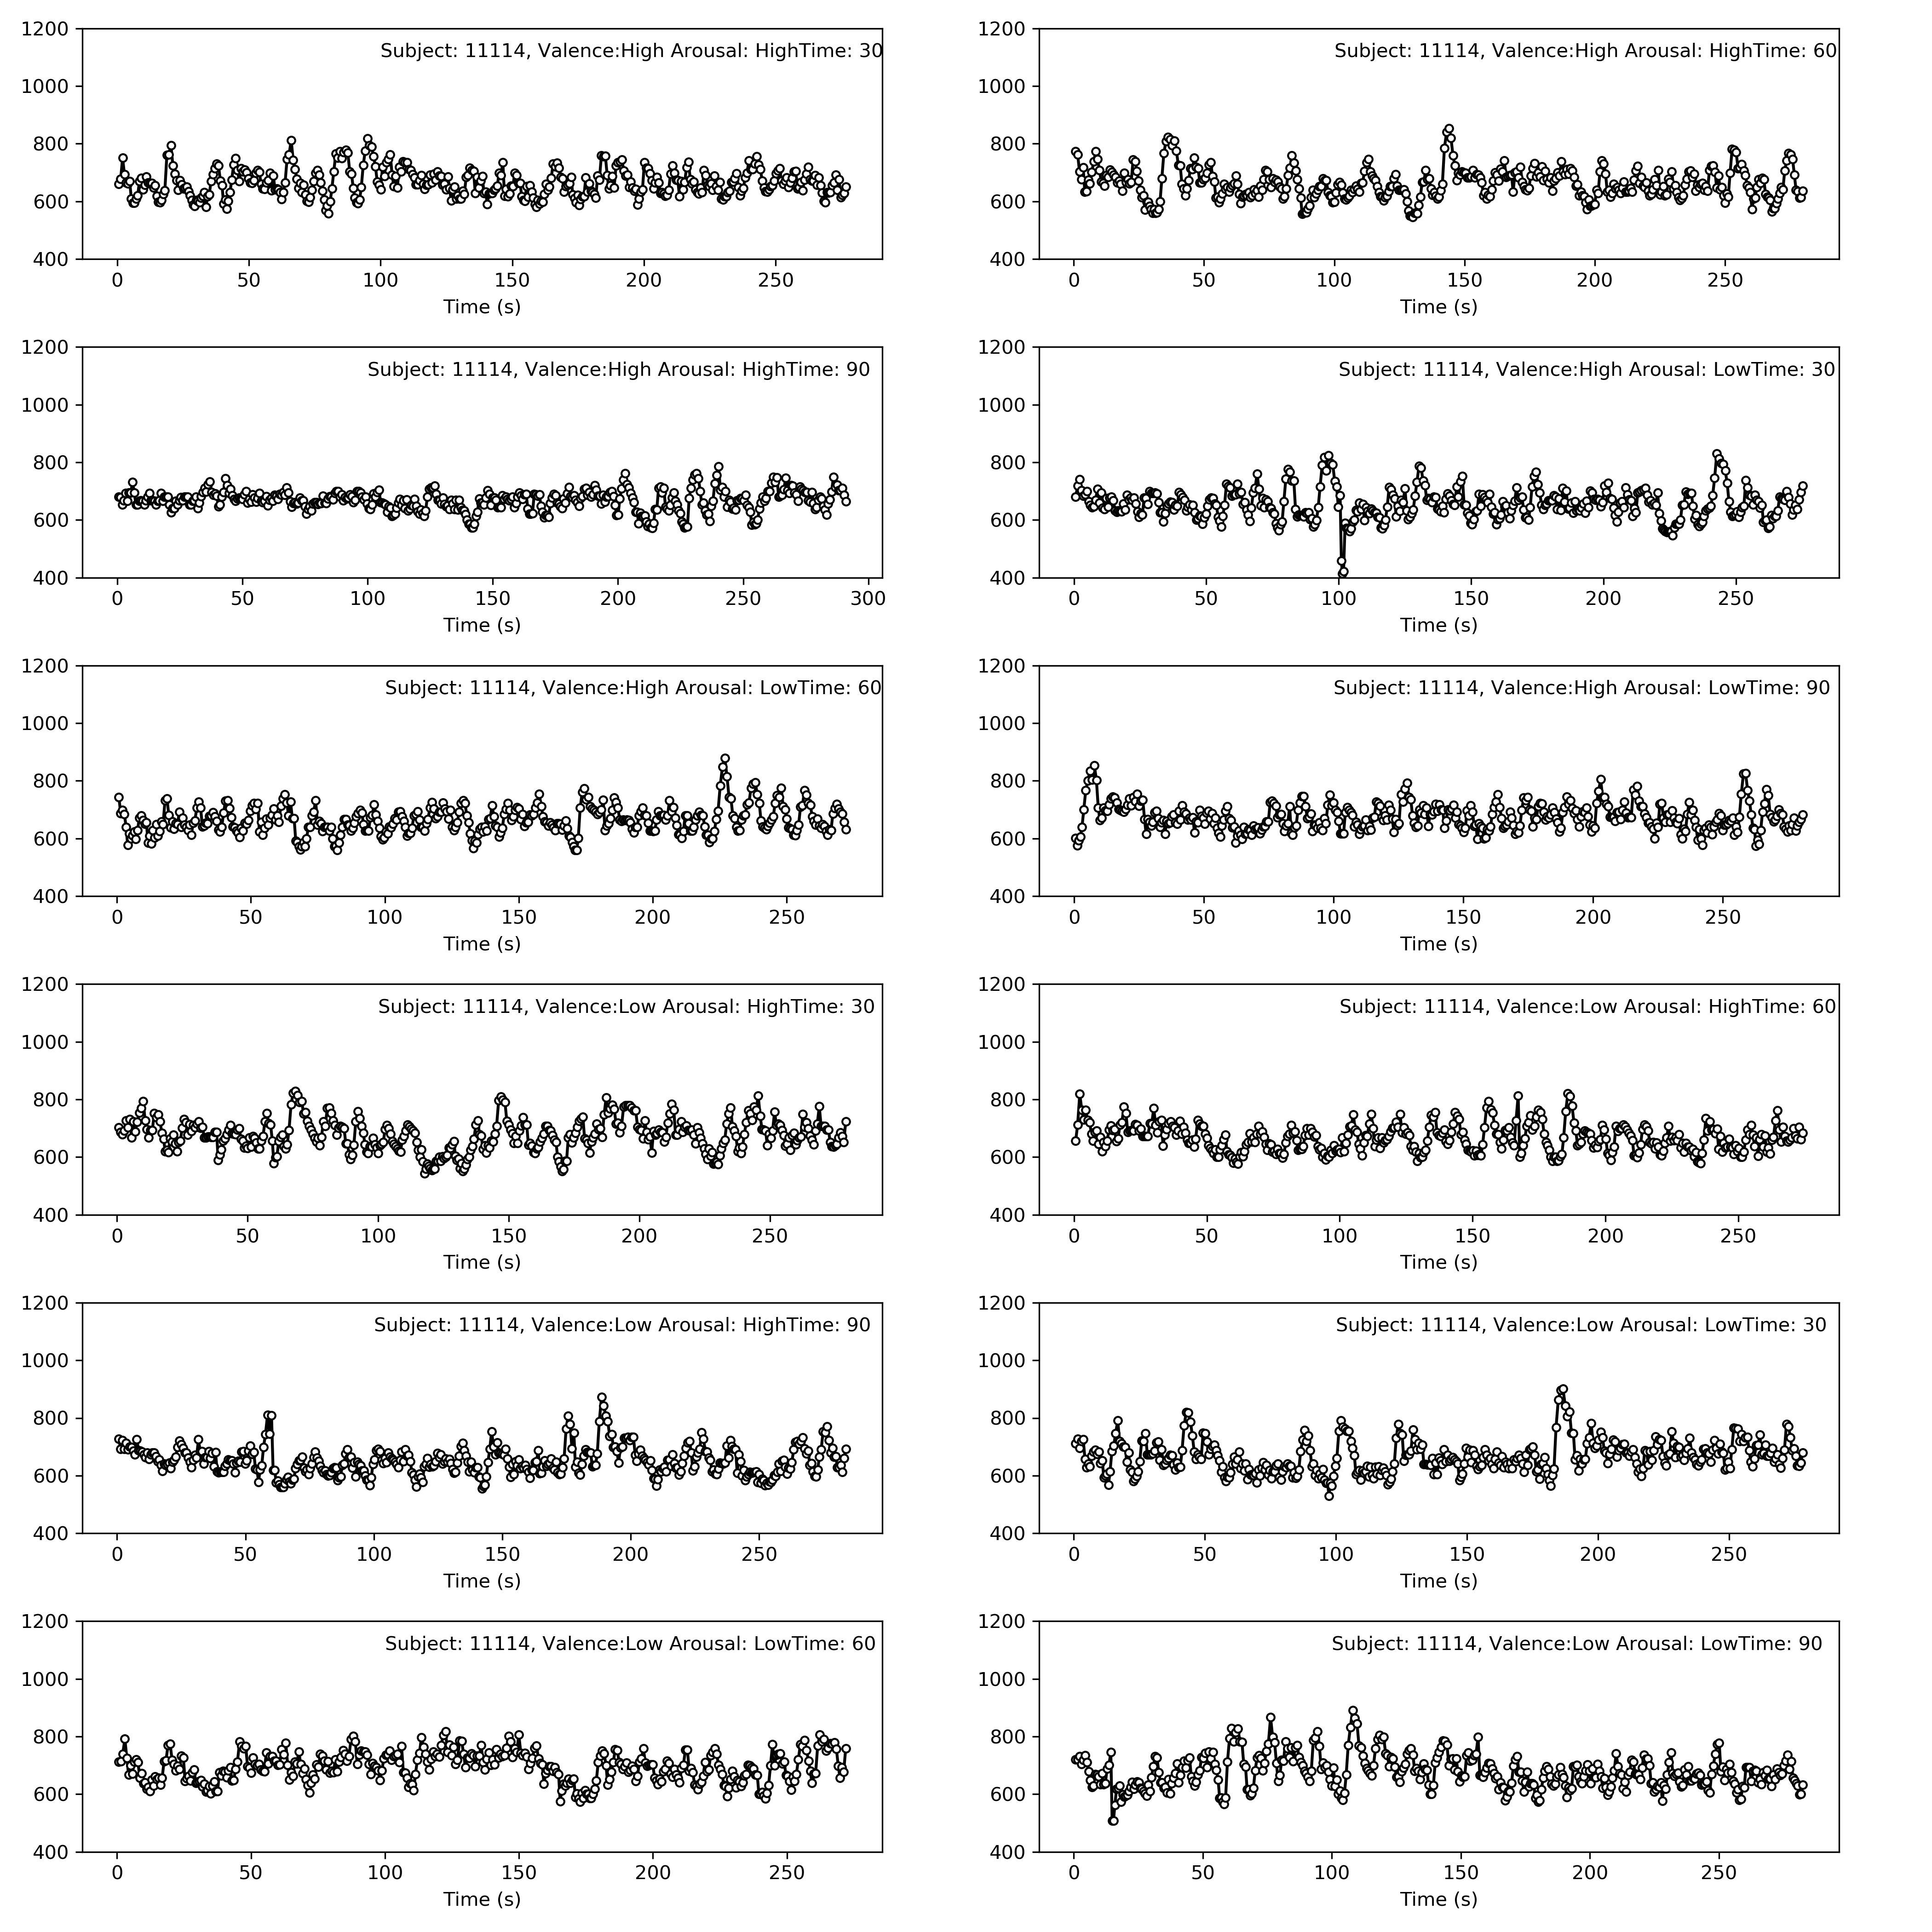 1200
Subject: 11114, Valence:High Arousal: HighTime: 30
1000
800
600
400
0 50 100 150 200 250
Time (s)
1200
Subject: 11114, Valence:High Arousal: HighTime: 60
1000
800
600
400
0 50 100 150 200 250
Time (s)
1200
Subject: 11114, Valence:High Arousal: HighTime: 90
1000
800
600
400
0 50 100 150 200 250 300
Time (s)
1200
Subject: 11114, Valence:High Arousal: LowTime: 30
1000
800
600
400
0 50 100 150 200 250
Time (s)
1200
Subject: 11114, Valence:High Arousal: LowTime: 60
1000
800
600
400
0 50 100 150 200 250
Time (s)
1200
Subject: 11114, Valence:High Arousal: LowTime: 90
1000
800
600
400
0 50 100 150 200 250
Time (s)
1200
Subject: 11114, Valence:Low Arousal: HighTime: 30
1000
800
600
400
0 50 100 150 200 250
Time (s)
1200
Subject: 11114, Valence:Low Arousal: HighTime: 60
1000
800
600
400
0 50 100 150 200 250
Time (s)
1200
Subject: 11114, Valence:Low Arousal: HighTime: 90
1000
800
600
400
0 50 100 150 200 250
Time (s)
1200
Subject: 11114, Valence:Low Arousal: LowTime: 30
1000
800
600
400
0 50 100 150 200 250
Time (s)
1200
Subject: 11114, Valence:Low Arousal: LowTime: 60
1000
800
600
400
0 50 100 150 200 250
Time (s)
1200
Subject: 11114, Valence:Low Arousal: LowTime: 90
1000
800
600
400
0 50 100 150 200 250
Time (s)